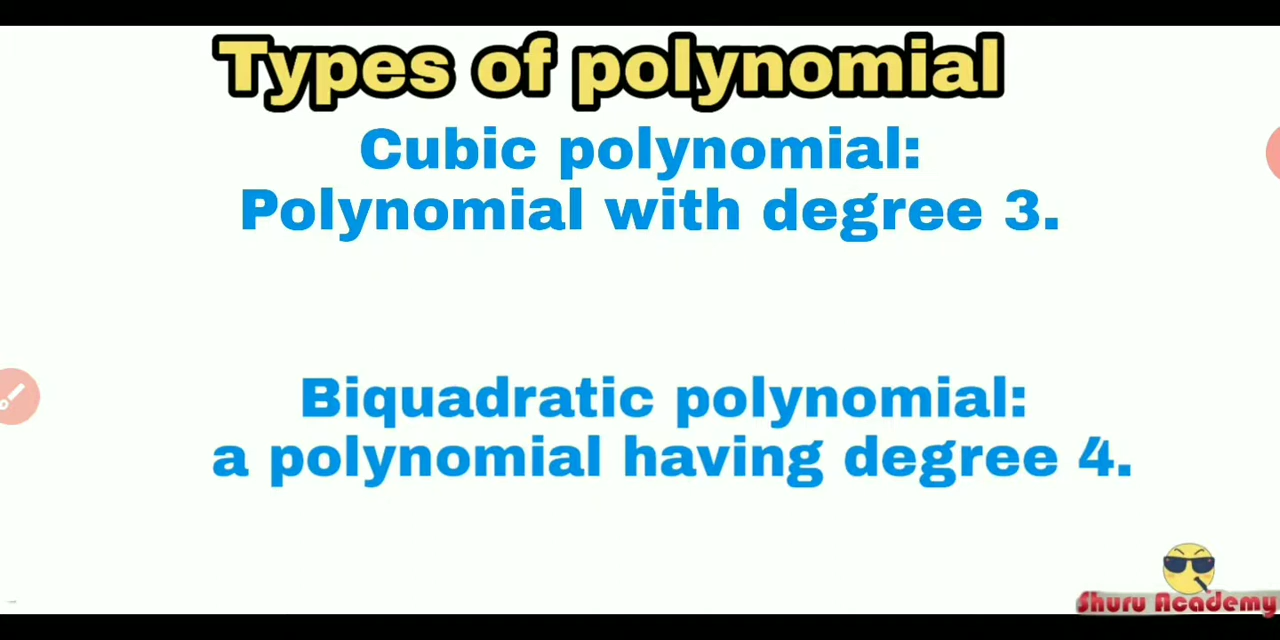 Types of polynomial
Cubic polynomial:
Polynomial with degree 3.
Biquadratic polynomial:
a polynomial having degree 4.
Shuru Academy